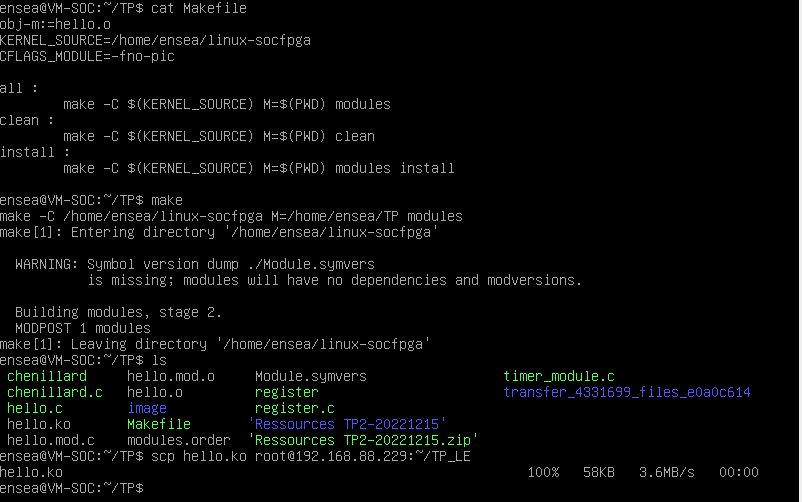 ensea@VM-SOC:~/TP$ cat Makefile
obj-m:=hello.o
KERNEL_SOURCE=/home/ensea/linux-socfpga
CFLAGS_MODULE=-fno-pic
all :
make -C $(KERNEL_SOURCE) M=$(PWD) modules
clean :
make -C $(KERNEL_SOURCE) M=$(PWD) clean
install :
make -C $(KERNEL_SOURCE) M=$(PWD) modules install
ensea@VM-SOC:~/TP$ make
make -C /home/ensea/linux-socfpga M=/home/ensea/TP modules
make[1]: Entering directory '/home/ensea/linux-socfpga'
WARNING: Symbol version dump ./Module.symvers
is missing; modules will have no dependencies and modversions.
Building modules, stage 2.
MODPOST 1 modules
make[1]: Leaving directory '/home/ensea/linux-socfpga'
ensea@VM-SOC:~/TP$ ls
chenillard hello.mod.o Module.symvers timer_module.c
chenillard.c hello.o register transfer_4331699_files_e0a0c614
hello.c image register.c
hello.ko Makefile 'Ressources TP2-20221215'
hello.mod.c modules.order 'Ressources TP2-20221215.zip'
ensea@VM-SOC:~/TP$ scp hello.ko root@192.168.88.229:~/TP_LE
hello.ko 100% 58KB 3.6MB/s 00:00
ensea@VM-SOC:~/TP$